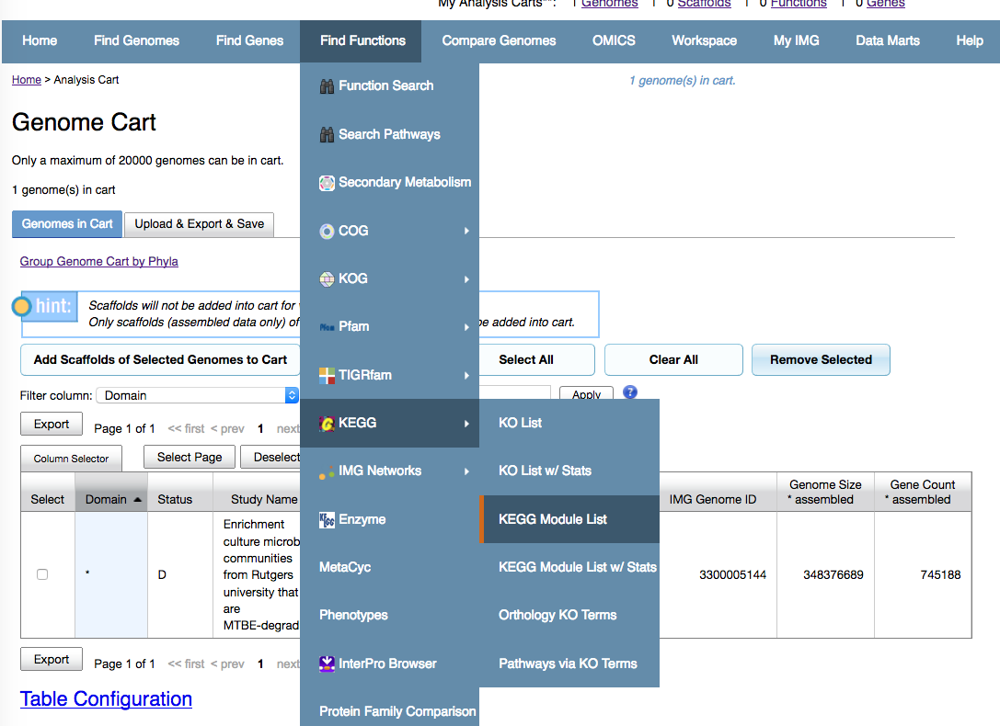 My Analysis Carts**: 1 Genomes | 0 Scaffolds | 0 Functions | 0 Genes
Home Find Genomes Find Genes Find Functions Compare Genomes OMICS Workspace My IMG Data Marts Help
Home > Analysis Cart
1 genome(s) in cart.
Genome Cart
Only a maximum of 20000 genomes can be in cart.
1 genome(s) in cart
Genomes in Cart Upload & Export & Save
Group Genome Cart by Phyla
hint:
Scaffolds will not be added into cart for
Only scaffolds (assembled data only) of
be added into cart.
Add Scaffolds of Selected Genomes to Cart Select All Clear All Remove Selected
Filter column: Domain Apply ?
Export Page 1 of 1 << first < prev 1 next
Column Selector Select Page Deselect
Select Domain Status Study Name IMG Genome ID Genome Size * assembled Gene Count * assembled
* D
Enrichment
culture microb
communities
from Rutgers
university that
are
MTBE-degrad
3300005144 348376689 745188
Export Page 1 of 1 << first < prev 1 next
Table Configuration
Function Search
Search Pathways
Secondary Metabolism
COG
KOG
Pfam
TIGRfam
KEGG
IMG Networks
Enzyme
MetaCyc
Phenotypes
InterPro Browser
Protein Family Comparison
KO List
KO List w/ Stats
KEGG Module List
KEGG Module List w/ Stats
Orthology KO Terms
Pathways via KO Terms